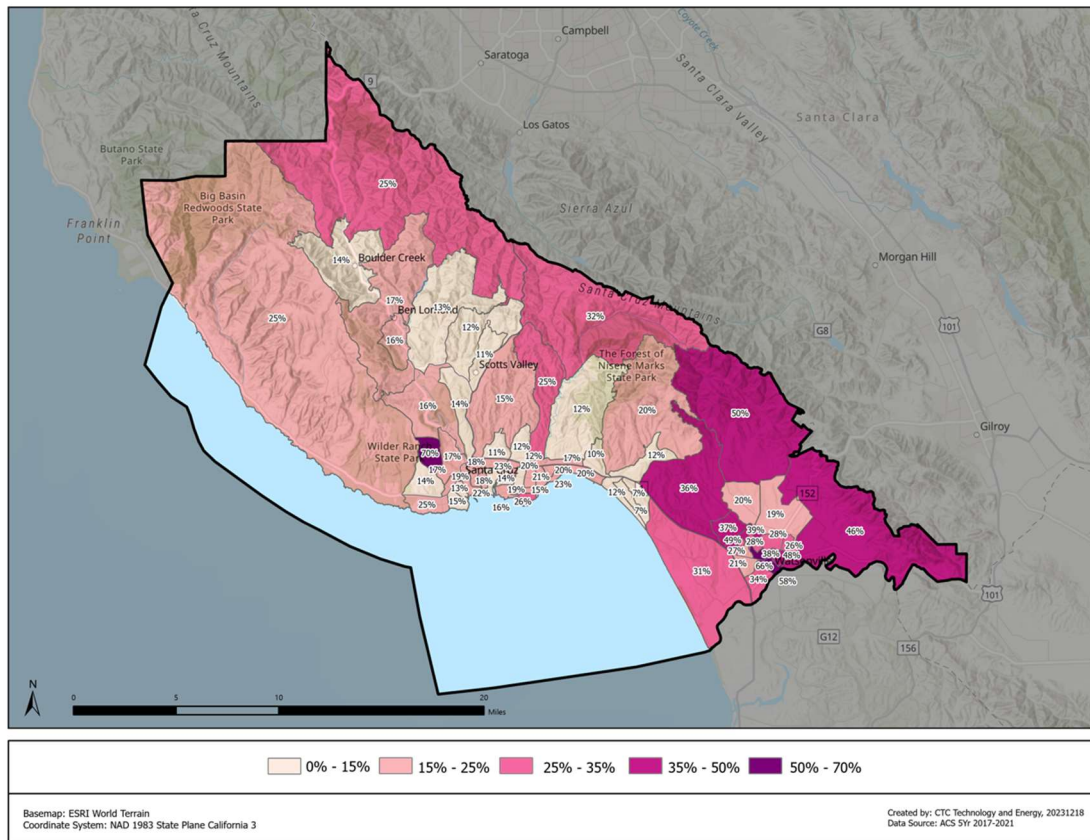 Santa Cruz Mountains
Coyote Creek
Campbell
Saratoga
Santa Clara Valley
9
Los Gatos
Santa Clara
Butano State
Park
25%
Big Basin
Redwoods State
Park
Sierra Azul
Franklin
Point
14%
Boulder Creek
Morgan Hill
17%
13%
Ben Lomond
Santa Cruz Mountains
32%
25%
12%
G8
101
16%
11%
Scotts Valley
The Forest of
Nisene Marks
State Park
25%
16%
14%
15%
12%
20%
50%
Gilroy
Wilder Ranch
State Park
70%
17%
11%
12%
12%
17%
10%
12%
17%
18%
23%
20%
20%
20%
Santa Cruz
14%
19%
18%
14%
21%
23%
13%
22%
19%
15%
25%
15%
16%
26%
12%
7%
7%
36%
20%
19%
152
46%
37%
39%
28%
49%
28%
26%
27%
38%
48%
Watsonville
21%
66%
31%
34%
58%
101
G12
156
N
0 5 10 20
Miles
0% - 15% 15% - 25% 25% - 35% 35% - 50% 50% - 70%
Basemap: ESRI World Terrain
Coordinate System: NAD 1983 State Plane California 3
Created by: CTC Technology and Energy, 20231218
Data Source: ACS 5Yr 2017-2021